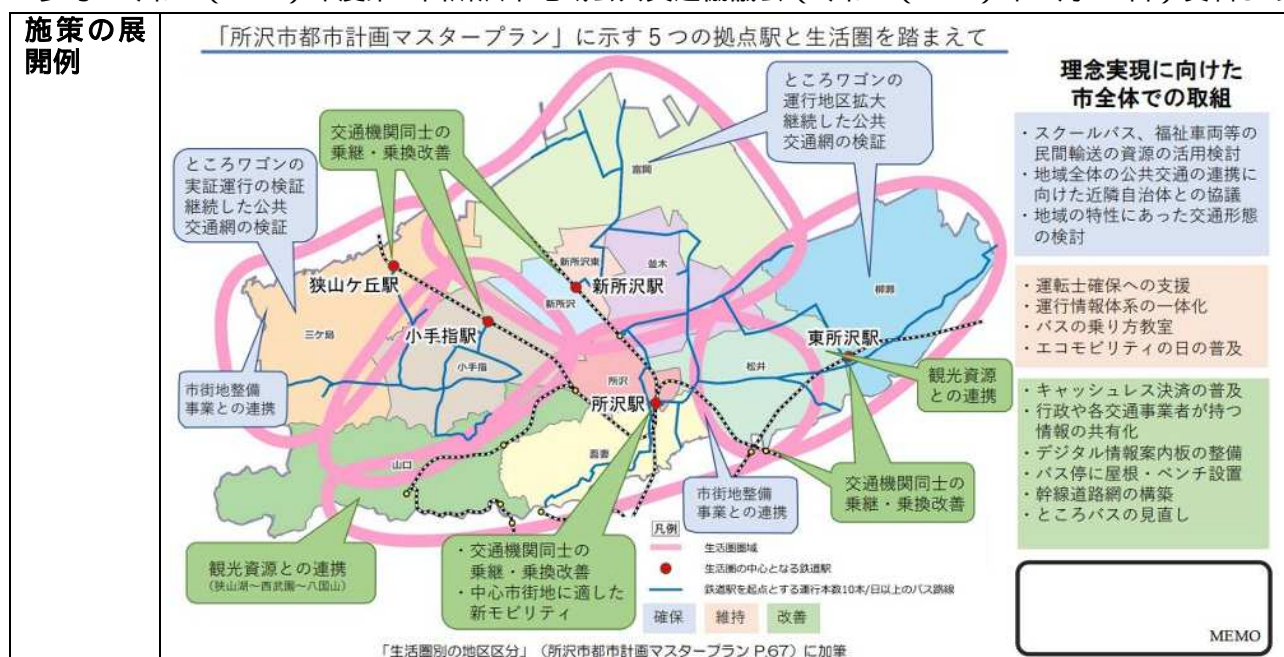 施策の展
開例
「所沢市都市計画マスタープラン」に示す5つの拠点駅と生活圏を踏まえて
ところワゴンの
運行地区拡大
継続した公共
交通網の検証
交通機関同士の
乗継・乗換改善
ところワゴンの
実証運行の検証
継続した公共
交通網の検証
富岡
新所沢東
並木
狭山ケ丘駅
新所沢駅
新所沢
柳瀬
三ケ島
小手指駅
東所沢駅
小手指
松井
所沢
市街地整備
事業との連携
所沢駅
観光資源
との連携
山口
吾妻
市街地整備
事業との連携
交通機関同士の
乗継・乗換改善
観光資源との連携
(狭山湖~西武園~八国山)
・交通機関同士の
乗継・乗換改善
・中心市街地に適した
新モビリティ
凡例
生活圏圏域
生活圏の中心となる鉄道駅
鉄道駅を起点とする運行本数10本/日以上のバス路線
確保 維持 改善
「生活圏別の地区区分」(所沢市都市計画マスタープラン P.67)に加筆
理念実現に向けた
市全体での取組
・スクールバス、福祉車両等の
民間輸送の資源の活用検討
・地域全体の公共交通の連携に
向けた近隣自治体との協議
・地域の特性にあった交通形態
の検討
・運転士確保への支援
・運行情報体系の一体化
・バスの乗り方教室
・エコモビリティの日の普及
・キャッシュレス決済の普及
・行政や各交通事業者が持つ
情報の共有化
・デジタル情報案内板の整備
・バス停に屋根・ベンチ設置
・幹線道路網の構築
・ところバスの見直し
MEMO